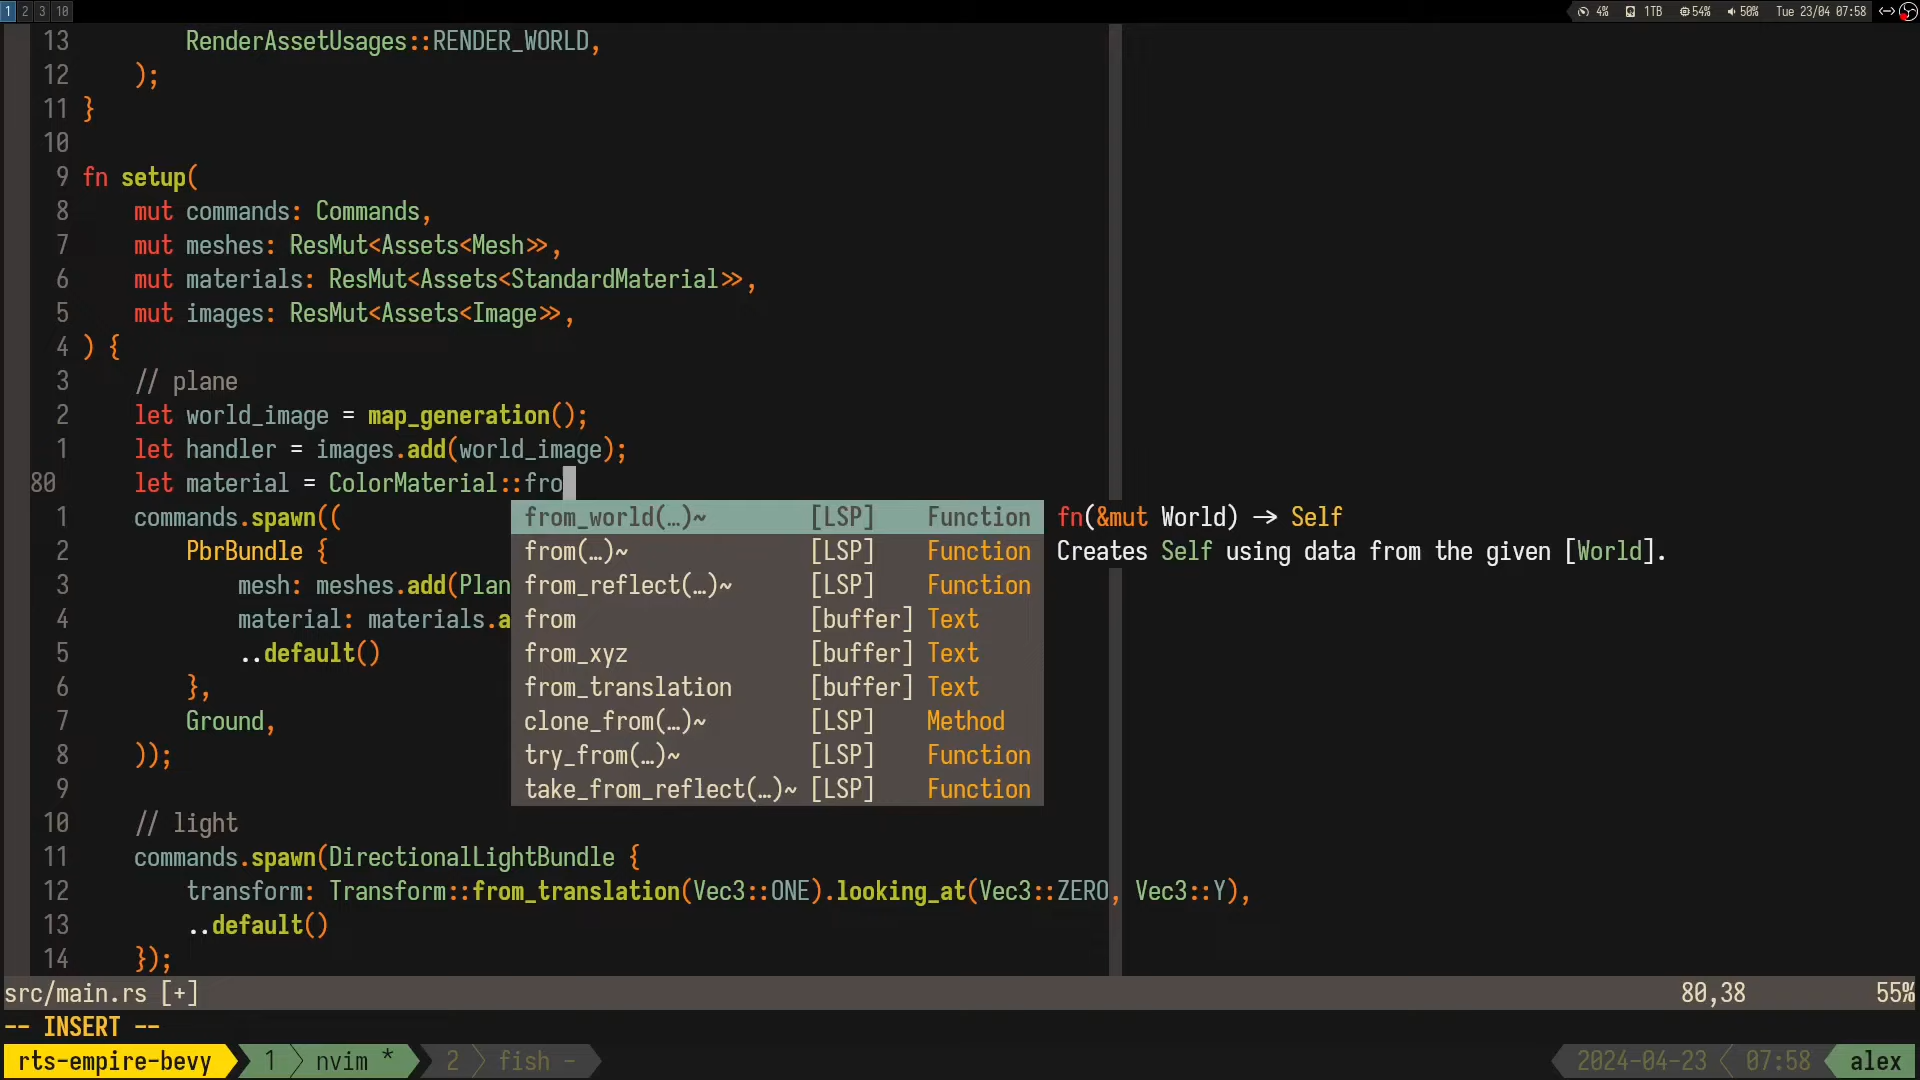 1 2 3 10 4% 1TB 54% 50% Tue 23/04 07:58
13 RenderAssetUsages::RENDER_WORLD,
12 );
11 }
10
9 fn setup(
8 mut commands: Commands,
7 mut meshes: ResMut<Assets<Mesh>>,
6 mut materials: ResMut<Assets<StandardMaterial>>,
5 mut images: ResMut<Assets<Image>>,
4 ) {
3 // plane
2 let world_image = map_generation();
1 let handler = images.add(world_image);
80 let material = ColorMaterial::fro
1 commands.spawn(( from_world(…)~ [LSP] Function fn(&mut World) -> Self
2 PbrBundle { from(…)~ [LSP] Function Creates Self using data from the given [World].
3 mesh: meshes.add(Plan from_reflect(…)~ [LSP] Function
4 material: materials.a from [buffer] Text
5 ..default() from_xyz [buffer] Text
6 }, from_translation [buffer] Text
7 Ground, clone_from(…)~ [LSP] Method
8 )); try_from(…)~ [LSP] Function
9 take_from_reflect(…)~ [LSP] Function
10 // light
11 commands.spawn(DirectionalLightBundle {
12 transform: Transform::from_translation(Vec3::ONE).looking_at(Vec3::ZERO, Vec3::Y),
13 ..default()
14 });
src/main.rs [+] 80,38 55%
-- INSERT --
rts-empire-bevy 1 nvim * 2 fish - 2024-04-23 07:58 alex